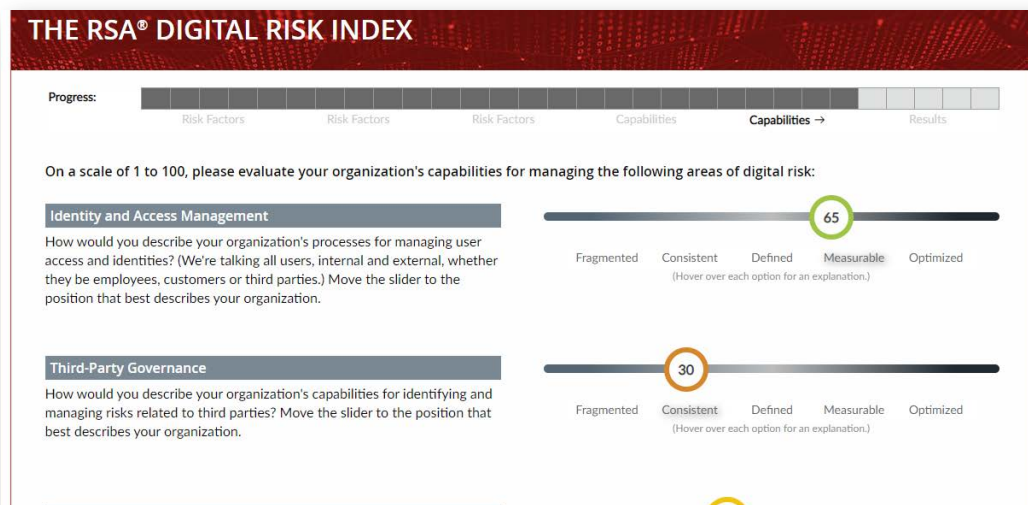 THE RSA® DIGITAL RISK INDEX
Progress:
Risk Factors Risk Factors Risk Factors Capabilities Capabilities → Results
On a scale of 1 to 100, please evaluate your organization's capabilities for managing the following areas of digital risk:
Identity and Access Management
How would you describe your organization's processes for managing user
access and identities? (We're talking all users, internal and external, whether
they be employees, customers or third parties.) Move the slider to the
position that best describes your organization.
65
Fragmented Consistent Defined Measurable Optimized
(Hover over each option for an explanation.)
Third-Party Governance
How would you describe your organization's capabilities for identifying and
managing risks related to third parties? Move the slider to the position that
best describes your organization.
30
Fragmented Consistent Defined Measurable Optimized
(Hover over each option for an explanation.)